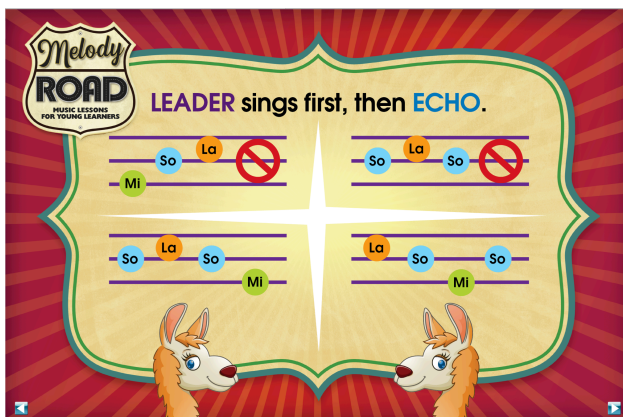 Melody
ROAD
MUSIC LESSONS
FOR YOUNG LEARNERS
LEADER sings first, then ECHO.
Mi So La
So La So
So La So Mi
La So Mi So